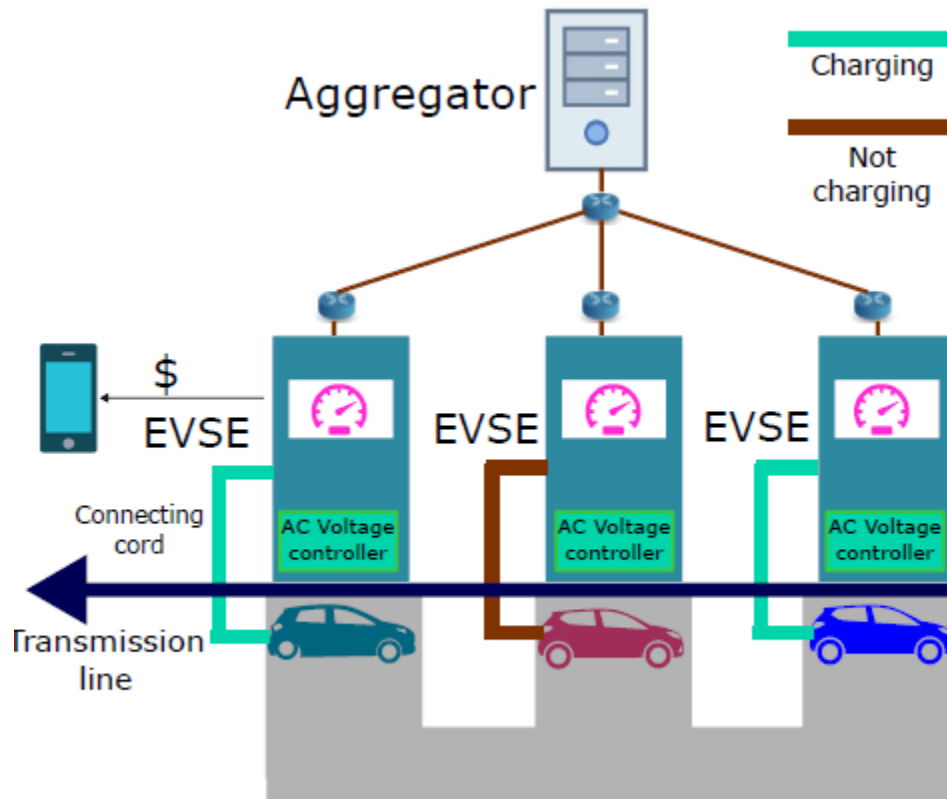 Aggregator
Charging
Not
charging
$
EVSE
EVSE
EVSE
Connecting
cord
AC Voltage
controller
AC Voltage
controller
AC Voltage
controller
Transmission
line